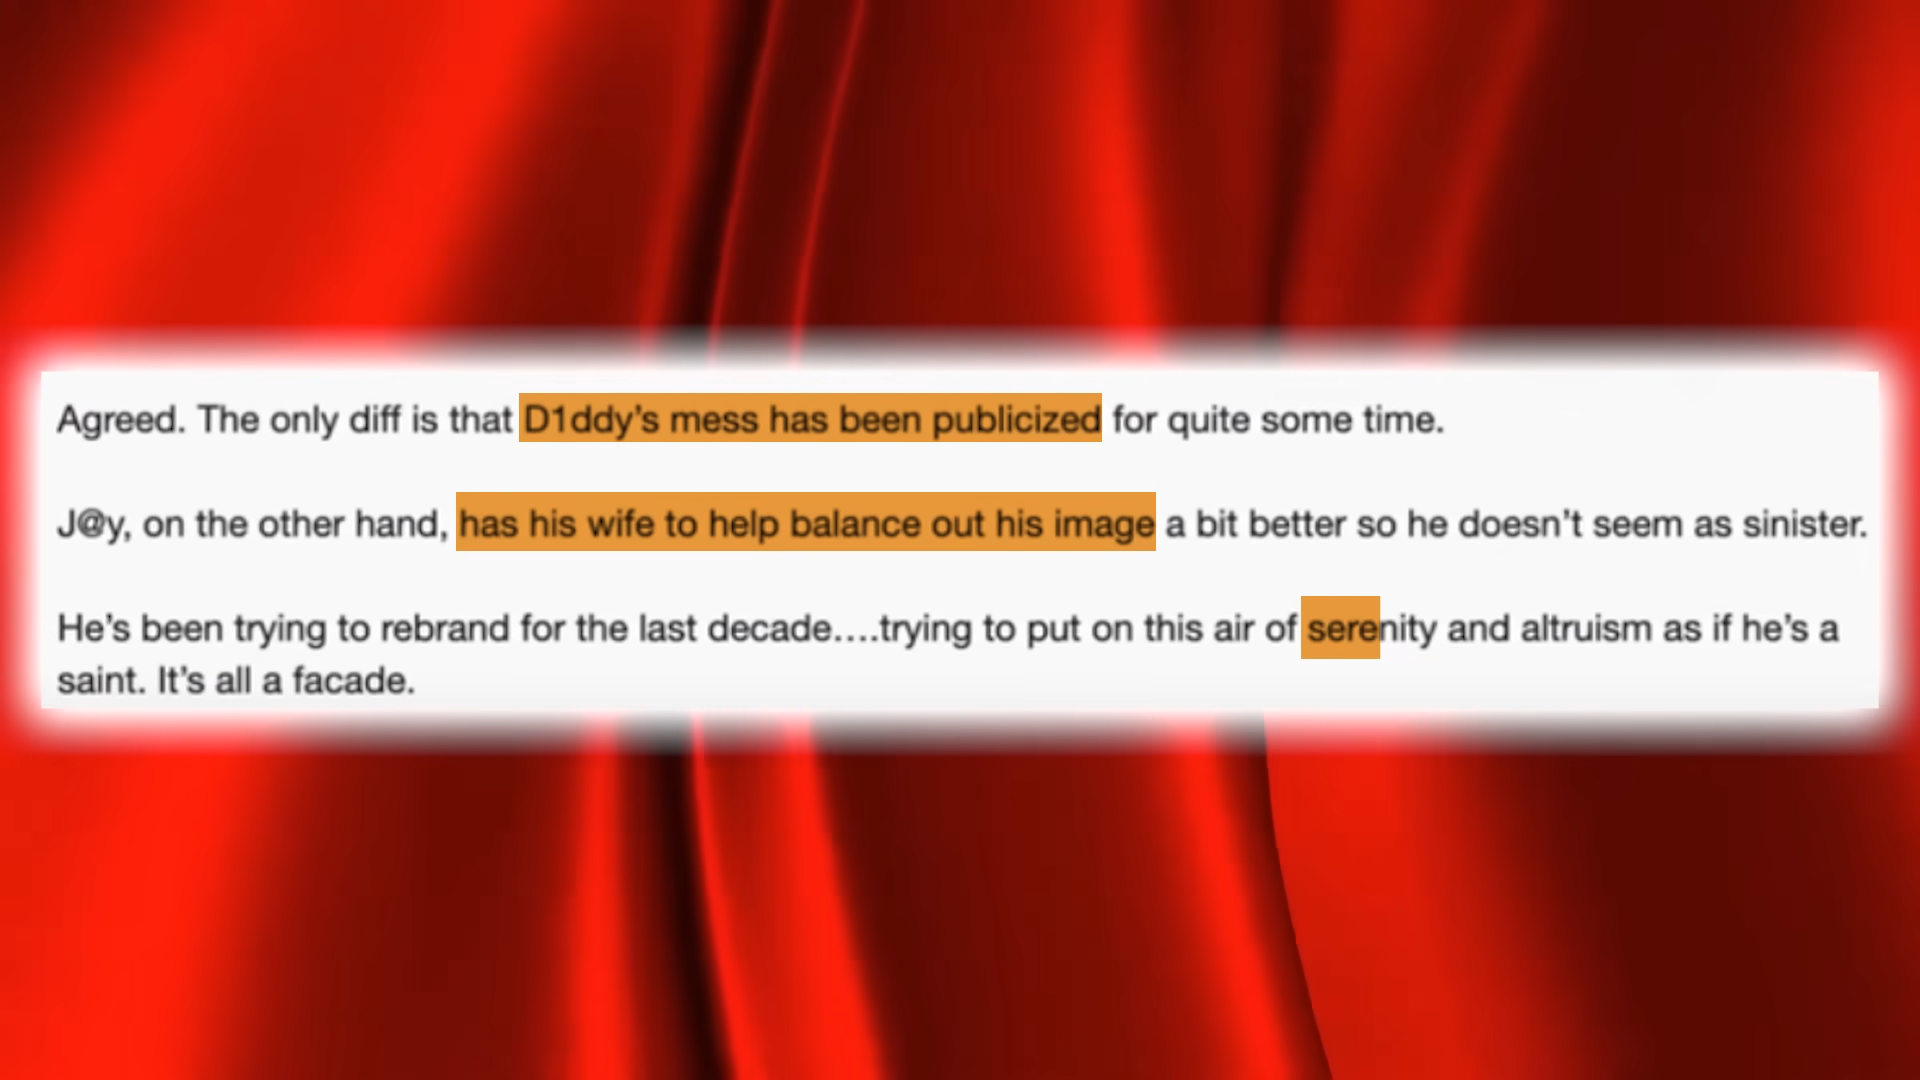 Agreed. The only diff is that D1ddy’s mess has been publicized for quite some time.
J@y, on the other hand, has his wife to help balance out his image a bit better so he doesn’t seem as sinister.
He’s been trying to rebrand for the last decade….trying to put on this air of serenity and altruism as if he’s a
saint. It’s all a facade.